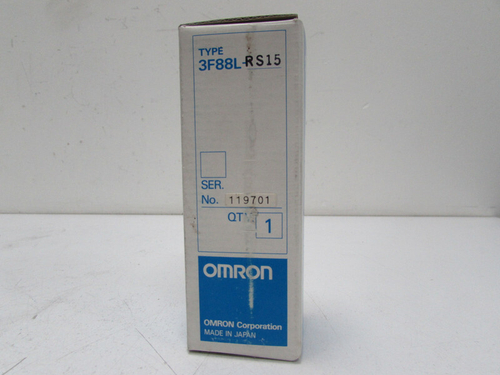 TYPE
3F88L-RS15
SER.
No. 119701
QTY 1
OMRON
OMRON Corporation
MADE IN JAPAN